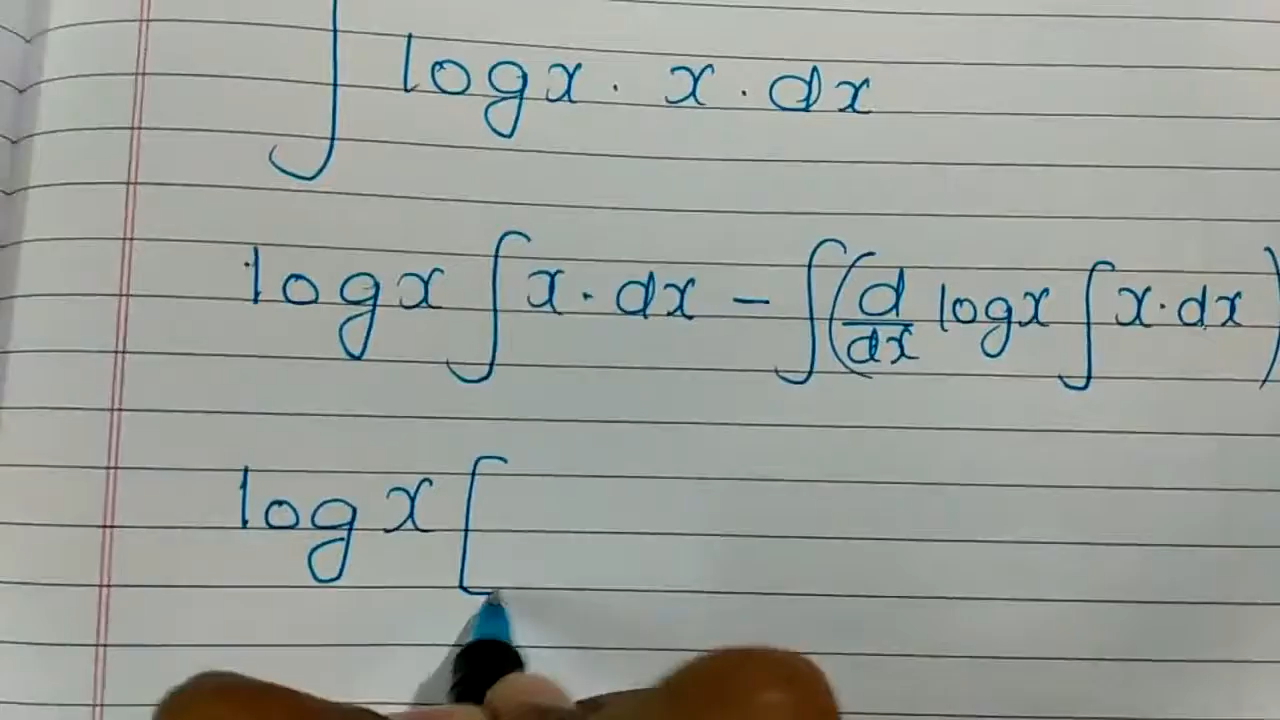 ∫ log x . x . dx
log x ∫ x . dx - ∫ ( d/dx log x ∫ x . dx )
log x [